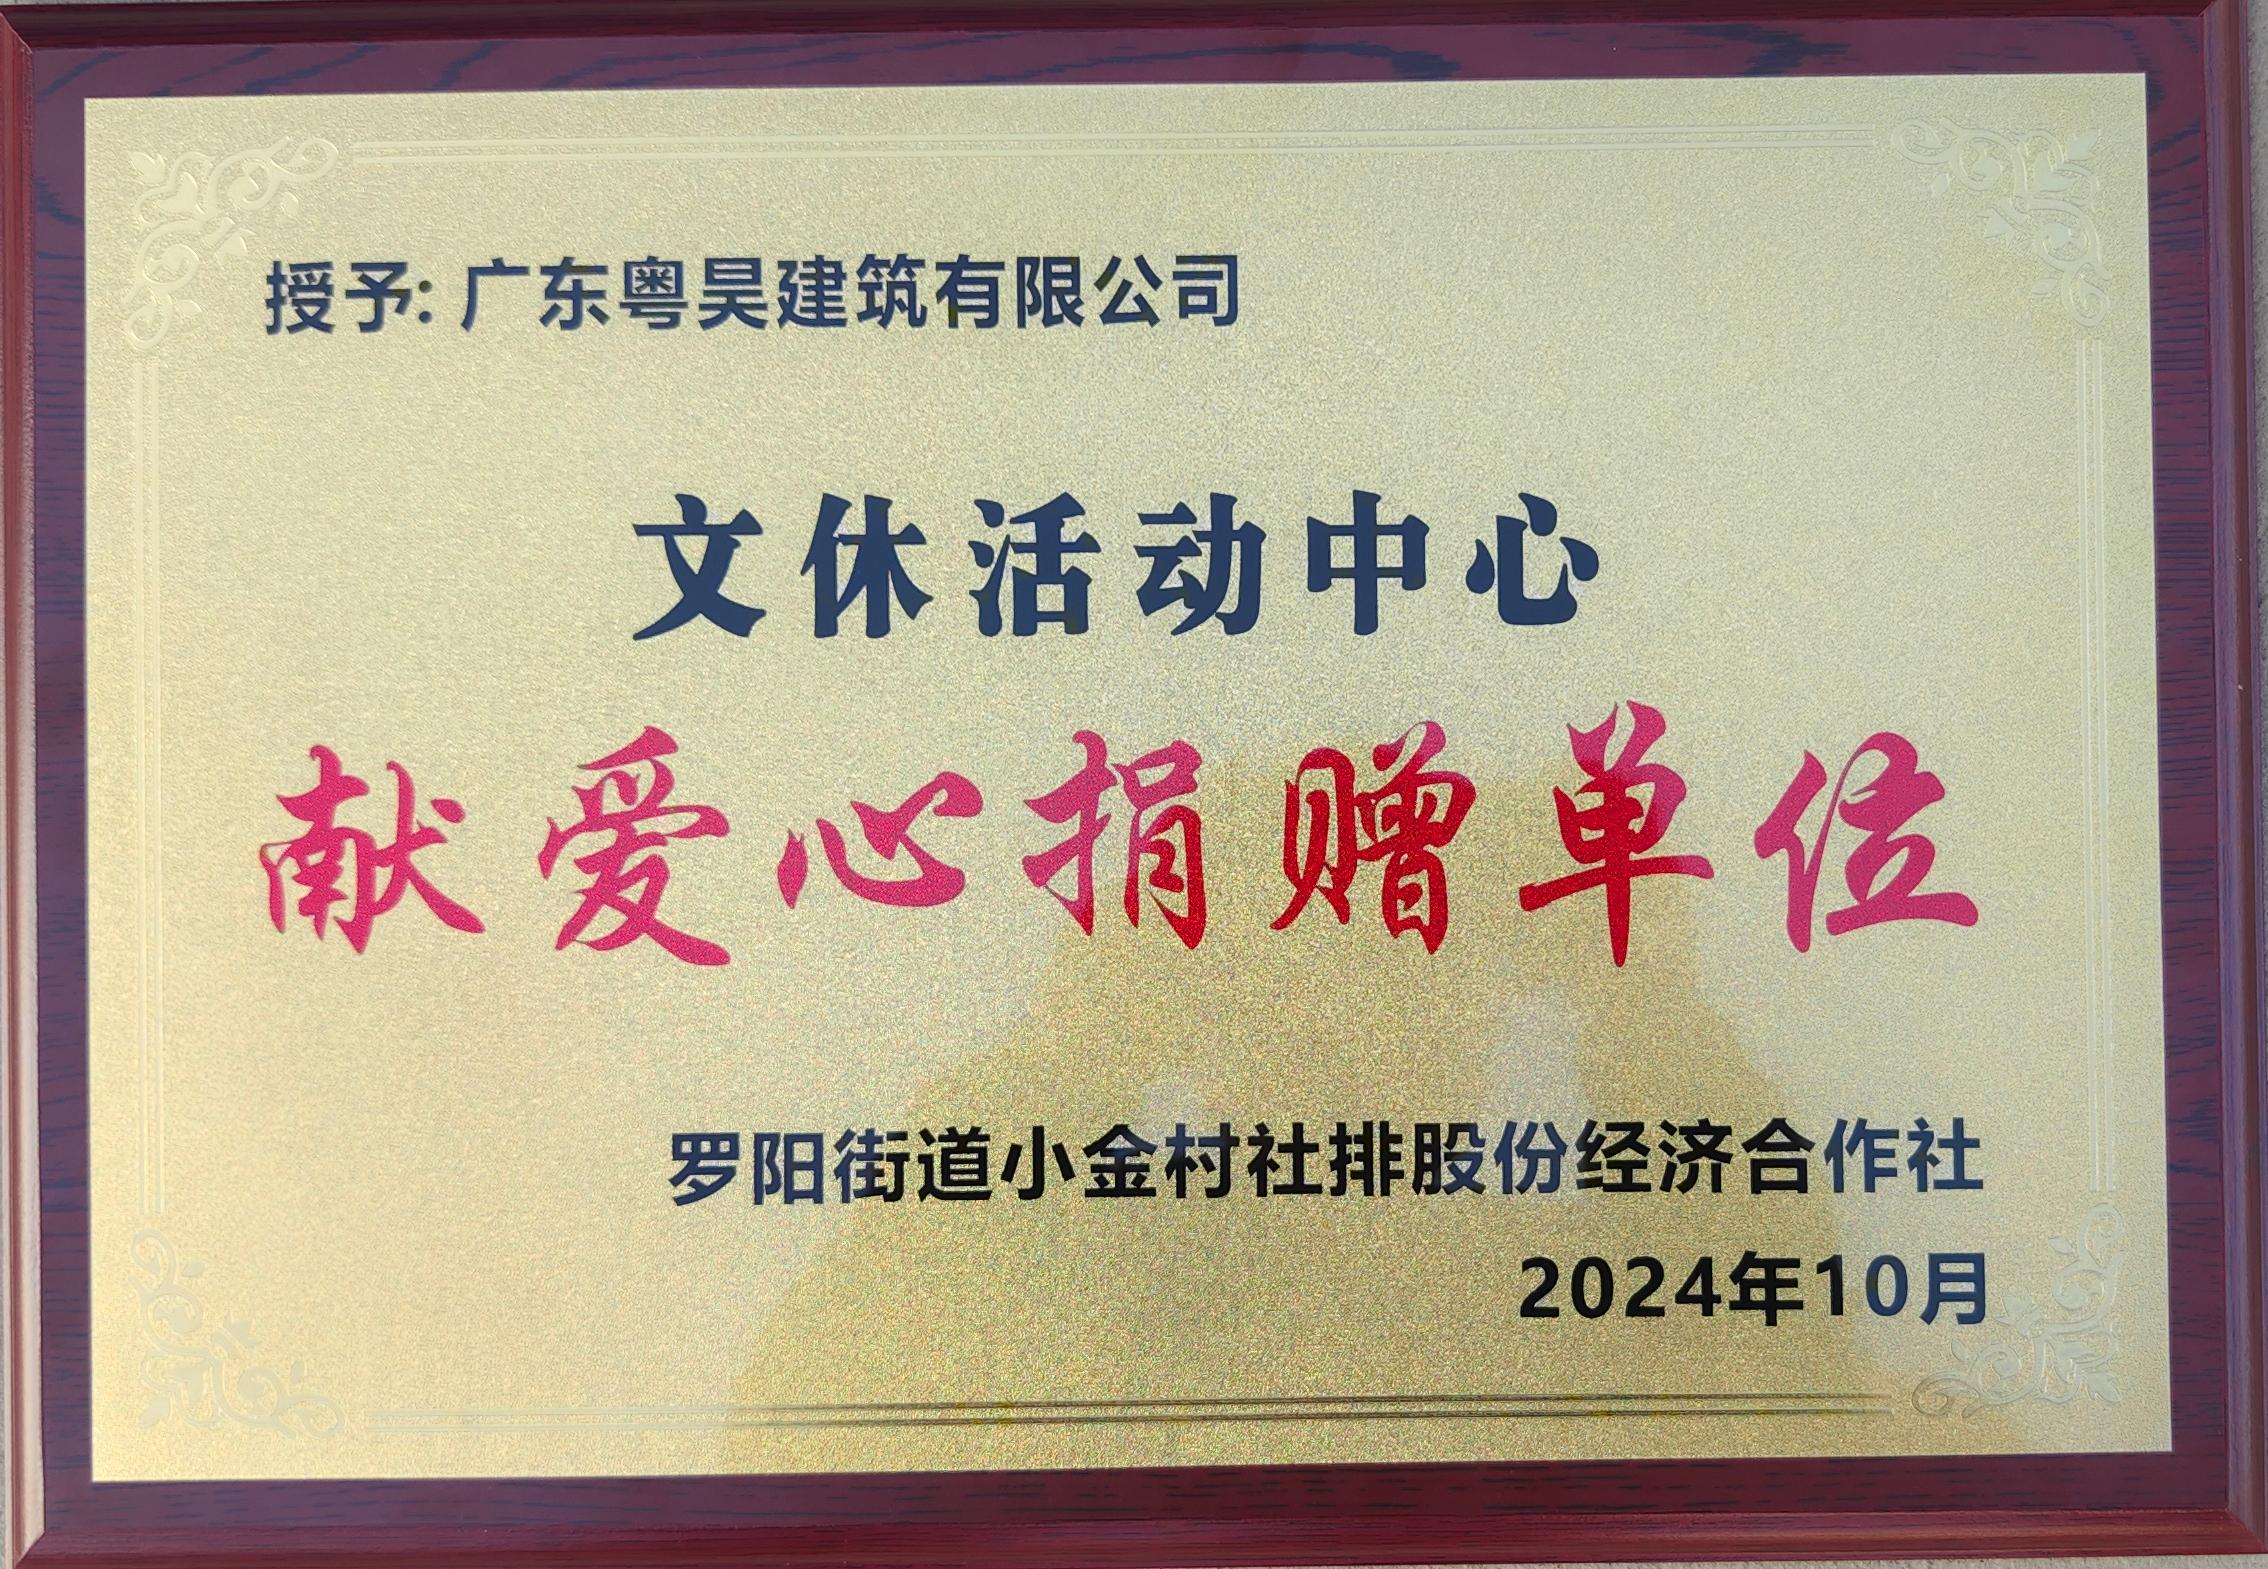 授予:广东粤昊建筑有限公司
文休活动中心
献爱心捐赠单位
罗阳街道小金村社排股份经济合作社
2024年10月